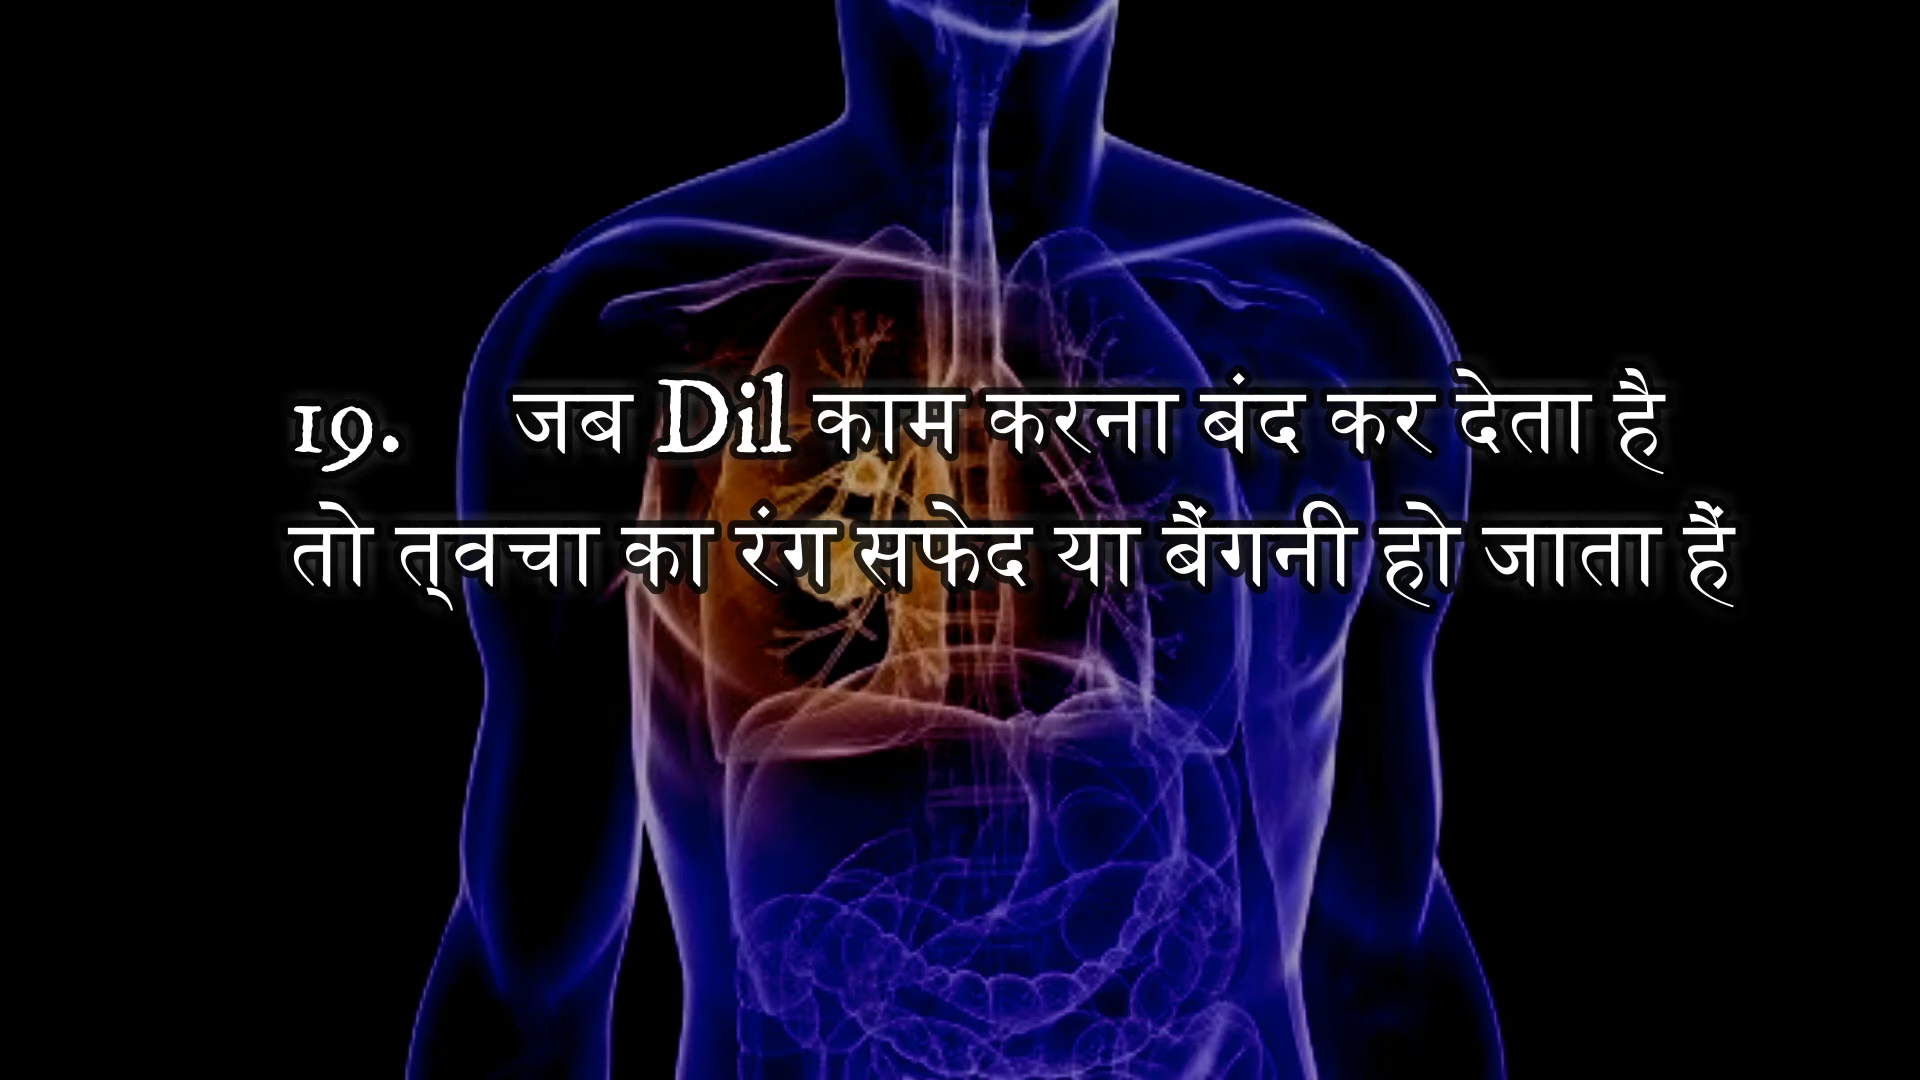 19. जब Dil काम करना बंद कर देता है
तो त्‌वचा का रंग सफेद या बैंगनी हो जाता हैं